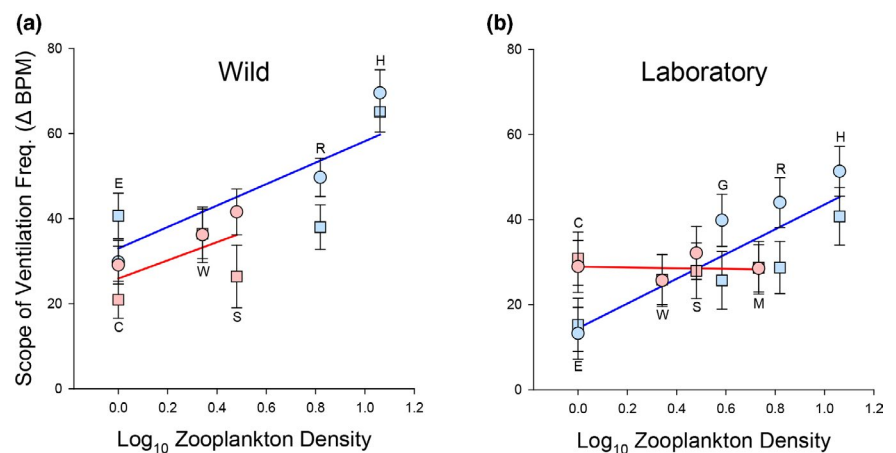 (a)
Wild
Scope of Ventilation Freq. (Δ BPM)
80
60
40
20
0
E
C
W
S
R
H
0.0 0.2 0.4 0.6 0.8 1.0 1.2
Log10 Zooplankton Density
(b)
Laboratory
80
60
40
20
0
C
E
W
S
G
M
R
H
0.0 0.2 0.4 0.6 0.8 1.0 1.2
Log10 Zooplankton Density